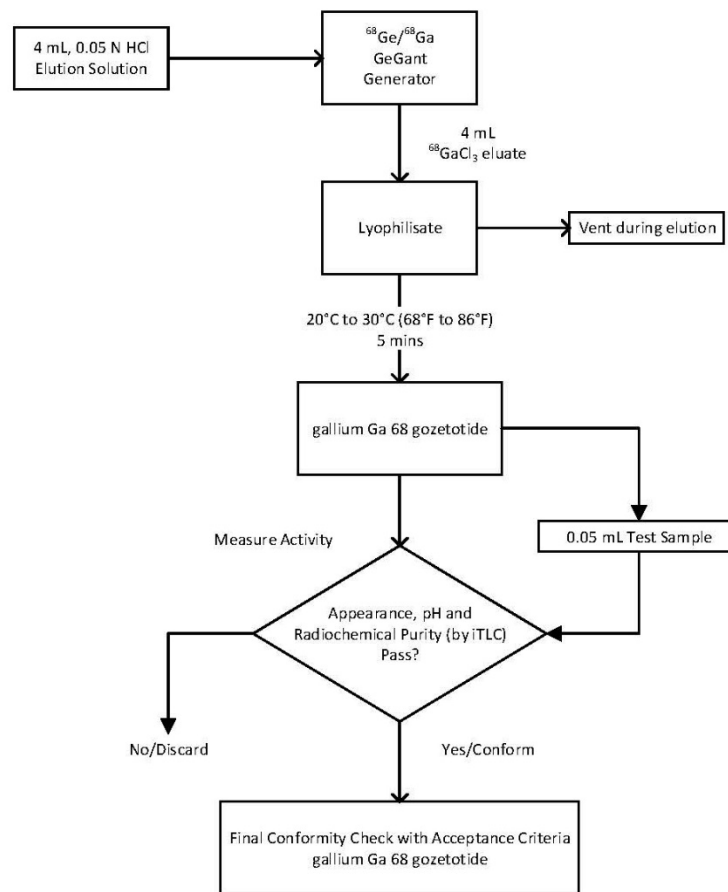 4 mL, 0.05 N HCl
Elution Solution
⁶⁸Ge/⁶⁸Ga
GeGant
Generator
4 mL
⁶⁸GaCl₃ eluate
Lyophilisate
Vent during elution
20°C to 30°C (68°F to 86°F)
5 mins
gallium Ga 68 gozetotide
Measure Activity
0.05 mL Test Sample
Appearance, pH and
Radiochemical Purity (by iTLC)
Pass?
No/Discard
Yes/Conform
Final Conformity Check with Acceptance Criteria
gallium Ga 68 gozetotide